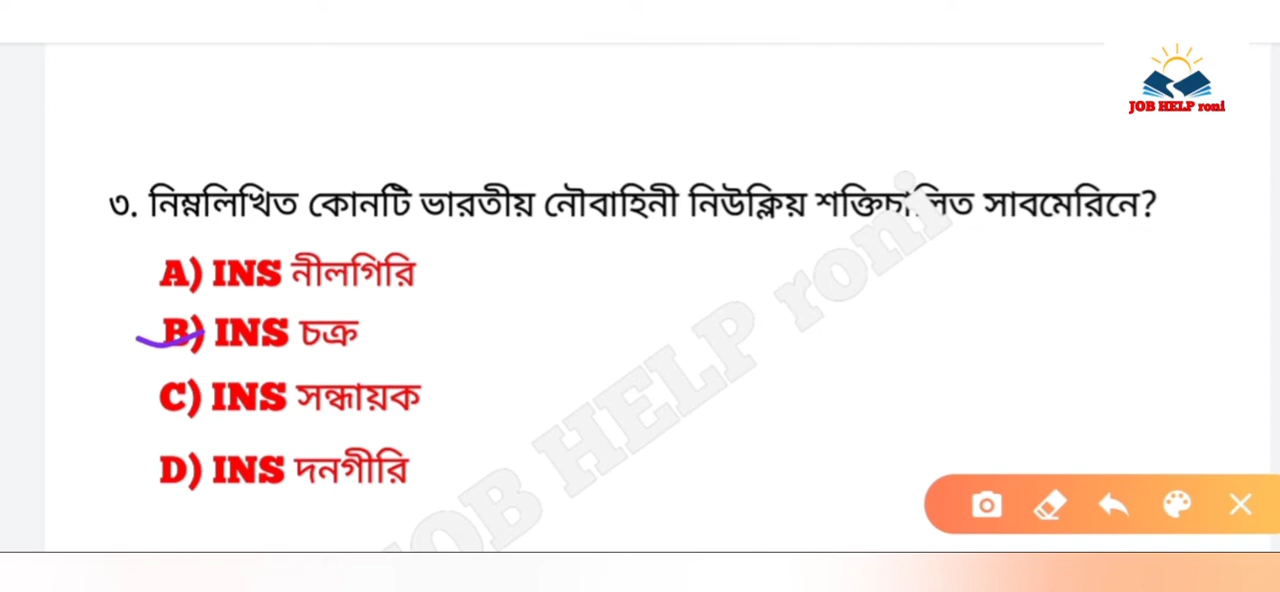 JOB HELP roni
৩. নিম্নলিখিত কোনটি ভারতীয় নৌবাহিনী নিউক্লিয় শক্তিচালিত সাবমেরিনে?
A) INS নীলগিরি
B) INS চক্র
C) INS সন্ধায়ক
D) INS দনগীরি
JOB HELP roni